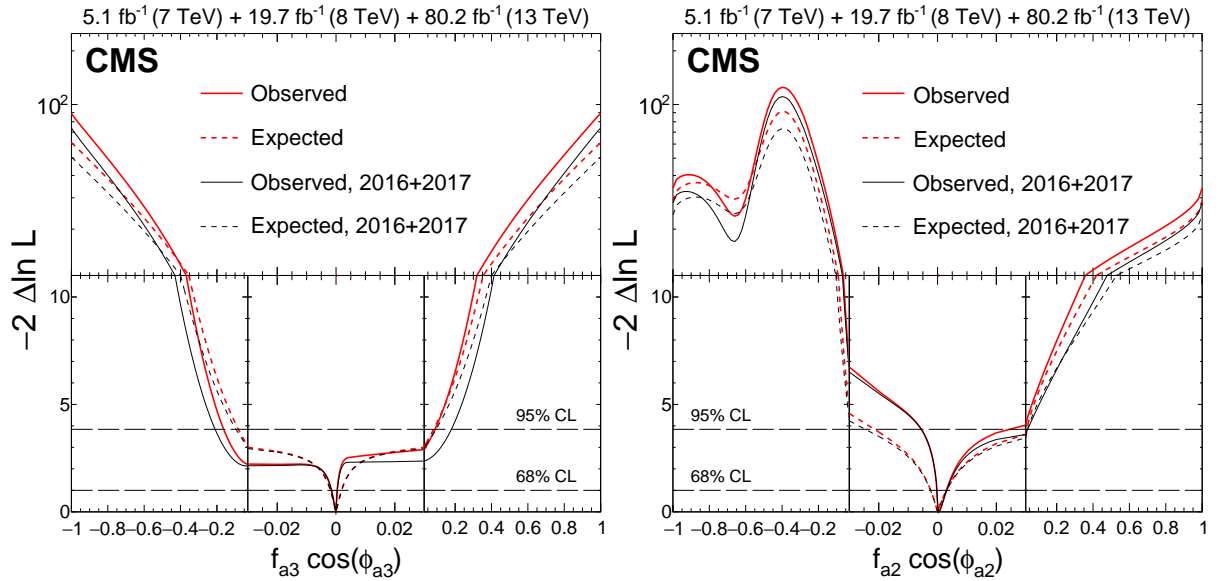 5.1 fb⁻¹ (7 TeV) + 19.7 fb⁻¹ (8 TeV) + 80.2 fb⁻¹ (13 TeV)
CMS
Observed
Expected
Observed, 2016+2017
Expected, 2016+2017
10²
10
5
0
−2 Δln L
95% CL
68% CL
−1 −0.8 −0.6 −0.4 −0.2 −0.02 0 0.02 0.2 0.4 0.6 0.8 1
f_a3 cos(ϕ_a3)
5.1 fb⁻¹ (7 TeV) + 19.7 fb⁻¹ (8 TeV) + 80.2 fb⁻¹ (13 TeV)
CMS
Observed
Expected
Observed, 2016+2017
Expected, 2016+2017
10²
10
5
0
−2 Δln L
95% CL
68% CL
−1 −0.8 −0.6 −0.4 −0.2 −0.02 0 0.02 0.2 0.4 0.6 0.8 1
f_a2 cos(ϕ_a2)